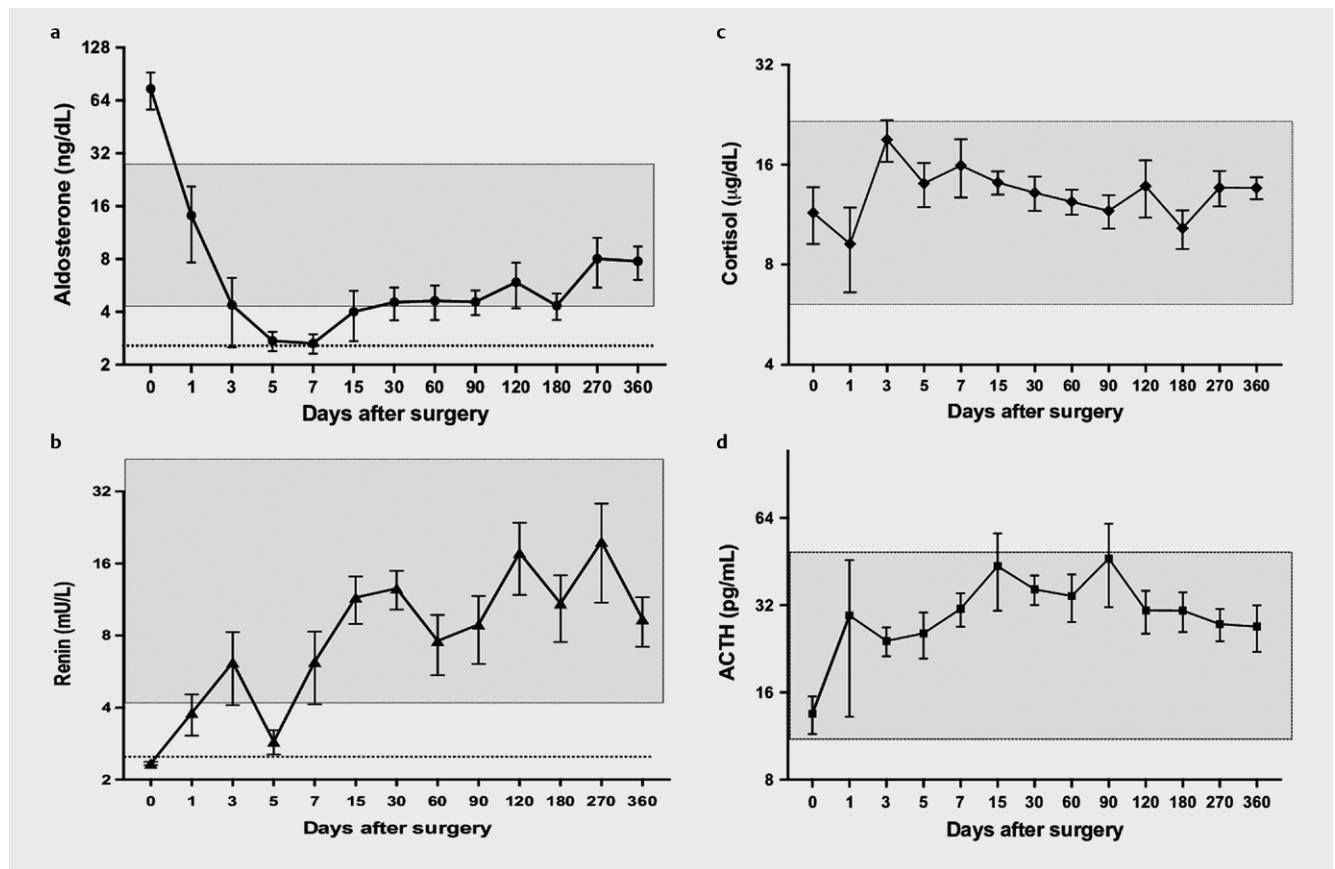 a
128
64
32
16
8
4
2
Aldosterone (ng/dL)
0 1 3 5 7 15 30 60 90 120 180 270 360
Days after surgery
b
32
16
8
4
2
Renin (mU/L)
0 1 3 5 7 15 30 60 90 120 180 270 360
Days after surgery
c
32
16
8
4
Cortisol (µg/dL)
0 1 3 5 7 15 30 60 90 120 180 270 360
Days after surgery
d
64
32
16
8
ACTH (pg/mL)
0 1 3 5 7 15 30 60 90 120 180 270 360
Days after surgery